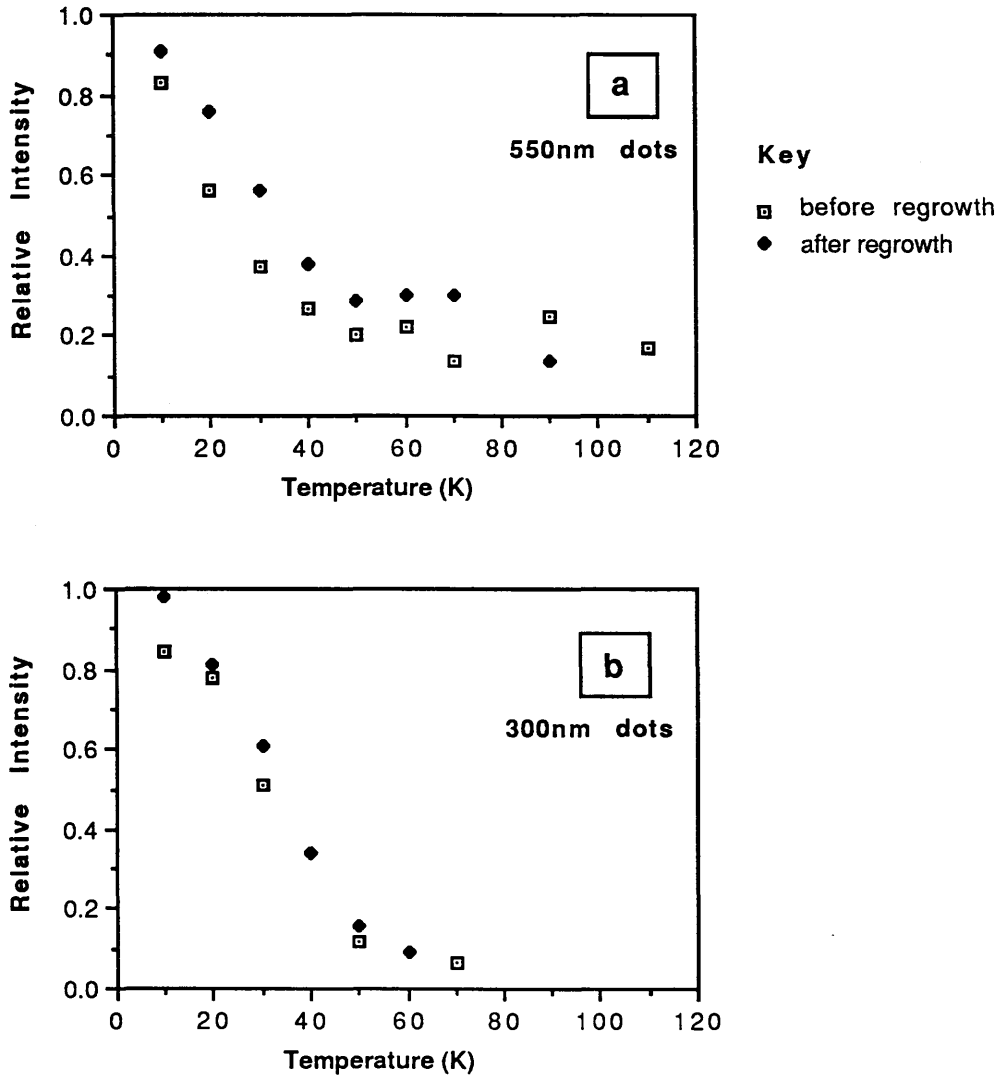 1.0
0.8
0.6
0.4
0.2
0.0
Relative Intensity
a
550nm dots
0 20 40 60 80 100 120
Temperature (K)
Key
before regrowth
after regrowth
1.0
0.8
0.6
0.4
0.2
0.0
Relative Intensity
b
300nm dots
0 20 40 60 80 100 120
Temperature (K)